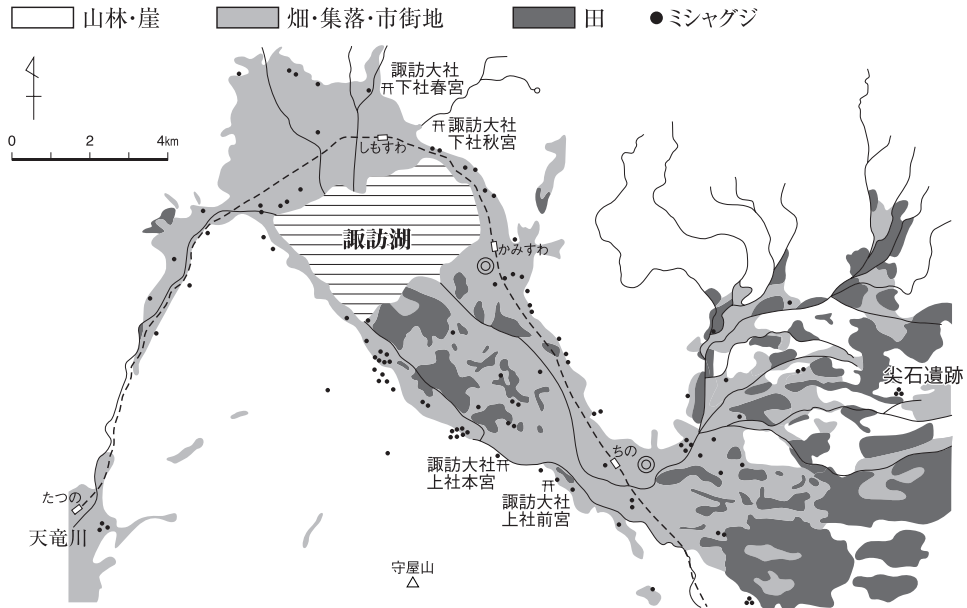 山林・崖
畑・集落・市街地
田
ミシャグジ
0 2 4km
諏訪大社
下社春宮
諏訪大社
下社秋宮
しもすわ
諏訪湖
かみすわ
尖石遺跡
ちの
諏訪大社
上社本宮
諏訪大社
上社前宮
たつの
天竜川
守屋山